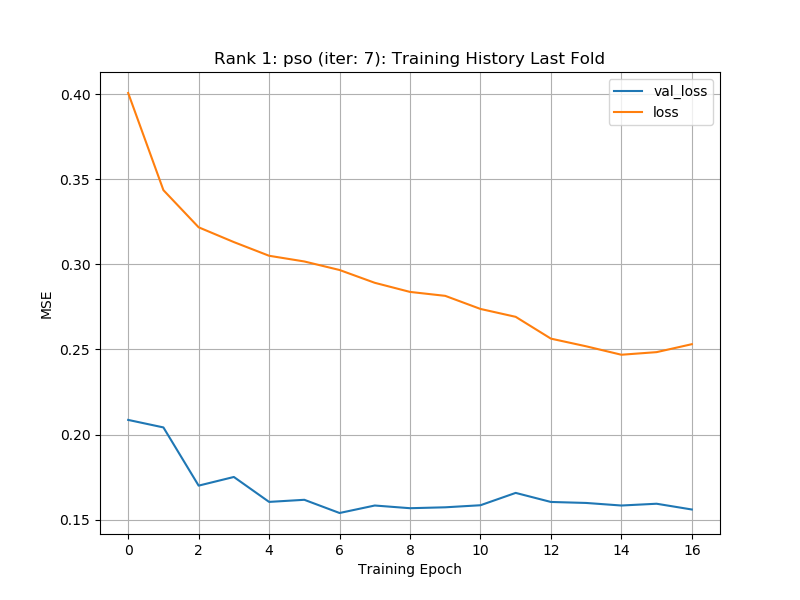 Rank 1: pso (iter: 7): Training History Last Fold
val_loss
loss
0.40
0.35
0.30
0.25
0.20
0.15
MSE
0 2 4 6 8 10 12 14 16
Training Epoch